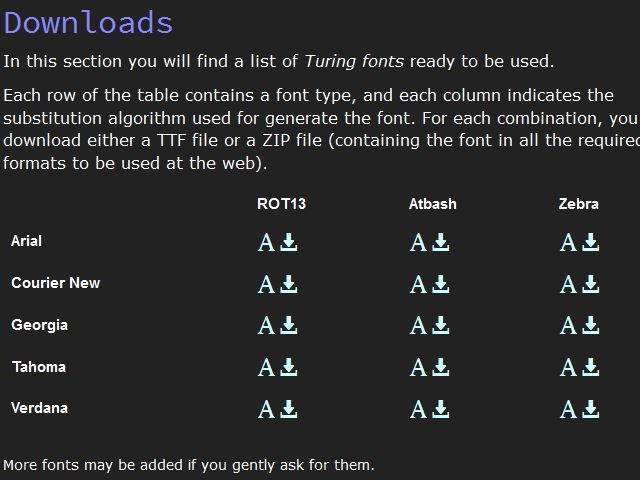 Downloads
In this section you will find a list of Turing fonts ready to be used.
Each row of the table contains a font type, and each column indicates the
substitution algorithm used for generate the font. For each combination, you
download either a TTF file or a ZIP file (containing the font in all the required
formats to be used at the web).
ROT13 Atbash Zebra
Arial A A A
Courier New A A A
Georgia A A A
Tahoma A A A
Verdana A A A
More fonts may be added if you gently ask for them.